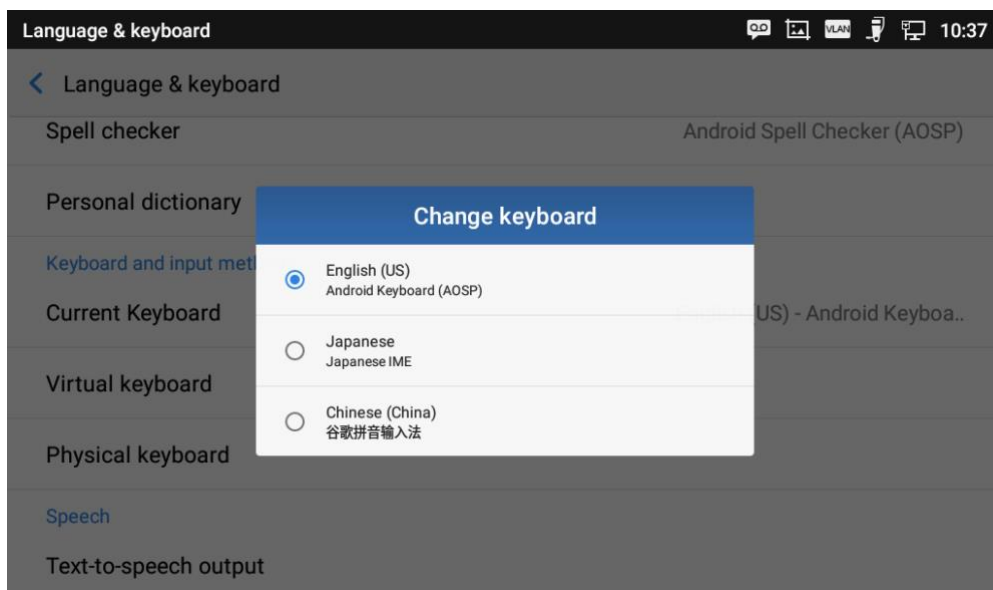 Language & keyboard
VLAN
10:37
Language & keyboard
Spell checker
Android Spell Checker (AOSP)
Personal dictionary
Change keyboard
Keyboard and input
English (US)
Android Keyboard (AOSP)
Current Keyboard
(US) - Android Keyboa..
Japanese
Japanese IME
Virtual keyboard
Chinese (China)
谷歌拼音输入法
Physical keyboard
Speech
Text-to-speech output